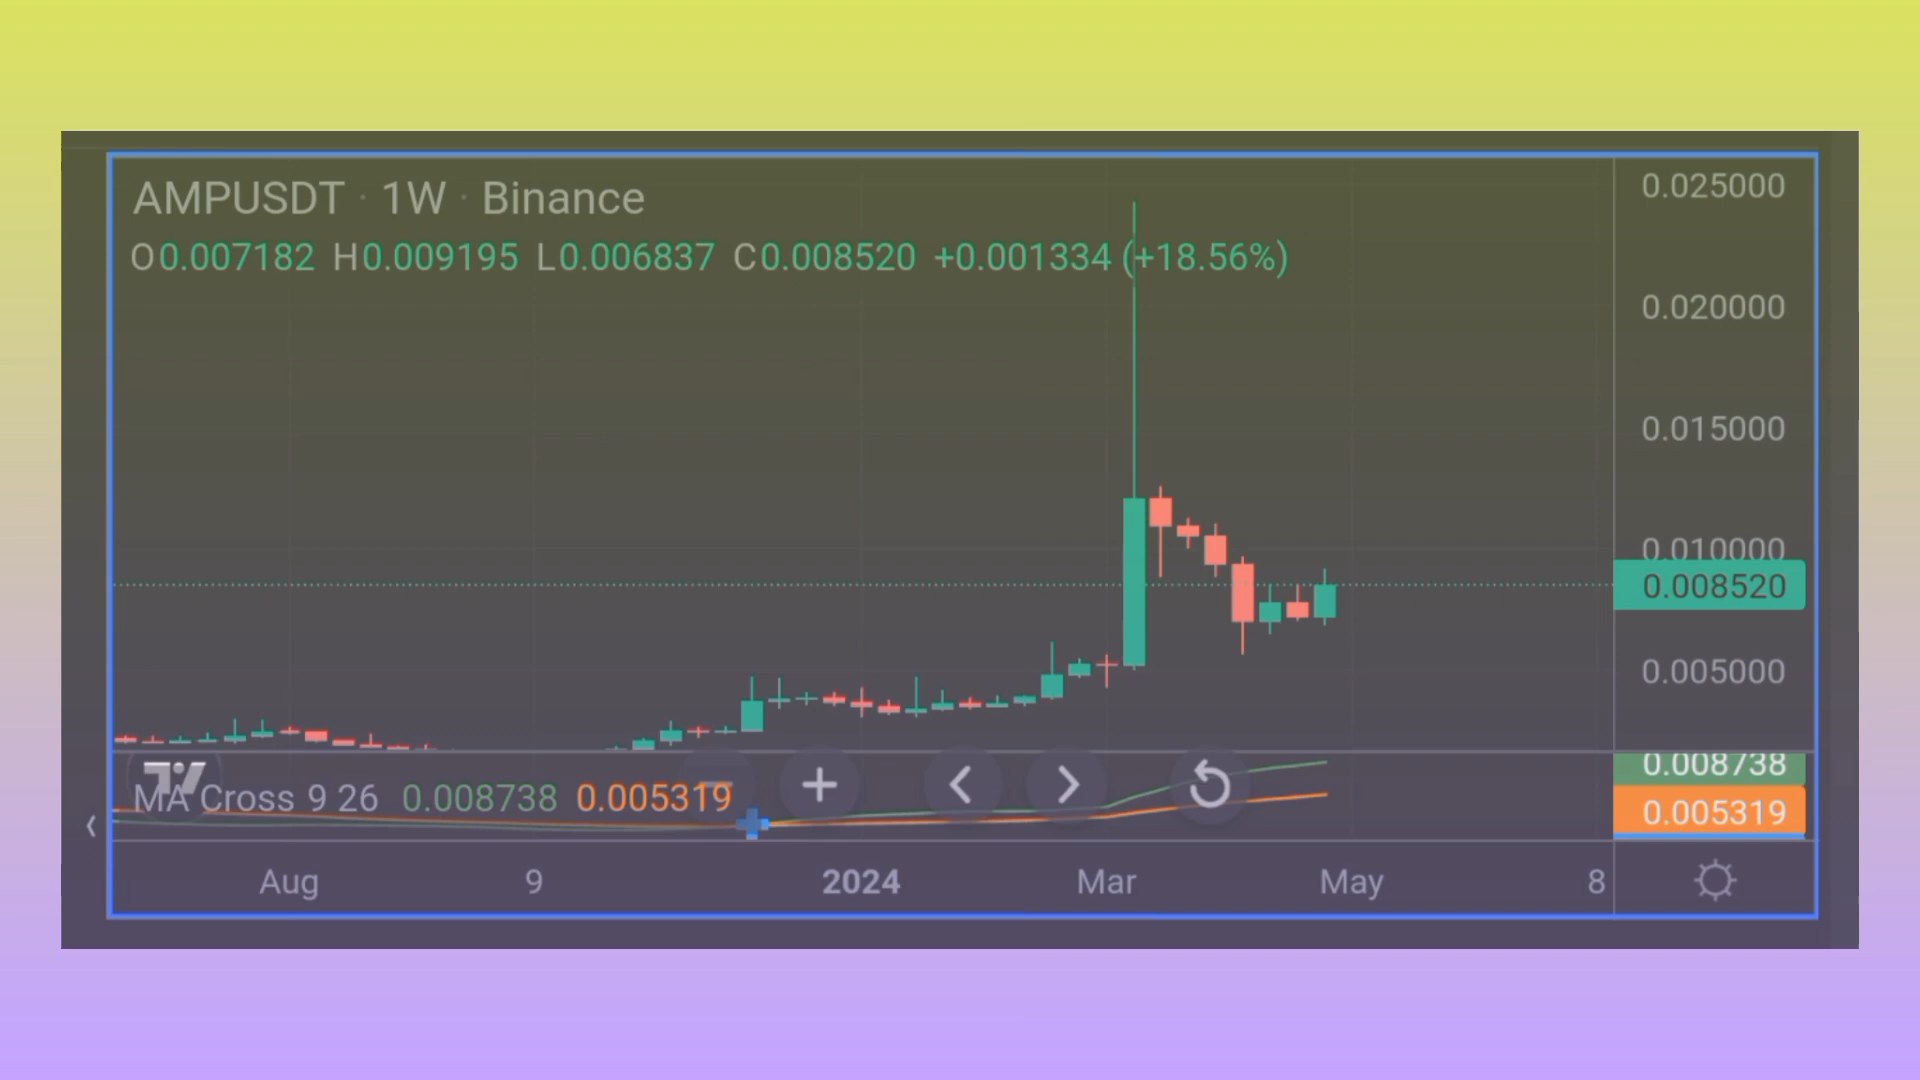 AMPUSDT · 1W · Binance
O0.007182 H0.009195 L0.006837 C0.008520 +0.001334 (+18.56%)
0.025000
0.020000
0.015000
0.010000
0.008520
0.005000
MA Cross 9 26 0.008738 0.005319
0.008738
0.005319
Aug 9 2024 Mar May 8